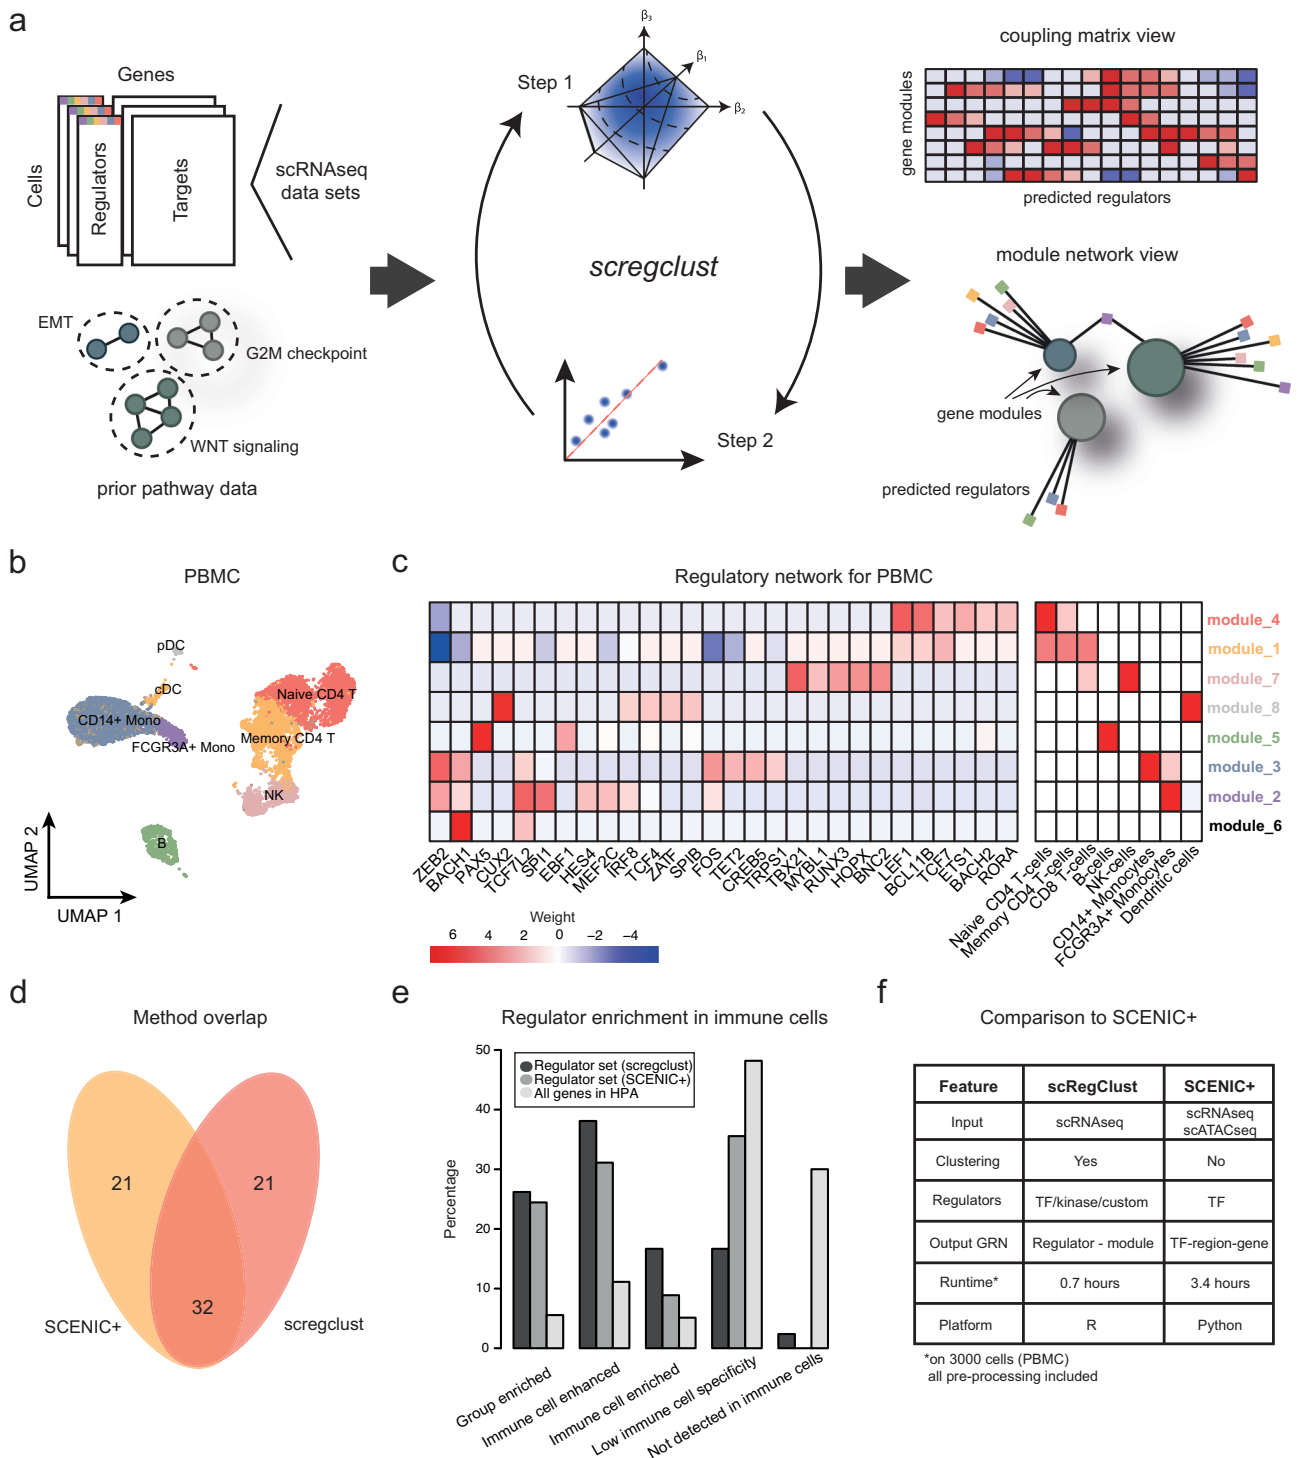 a
Genes
Cells
Regulators
Targets
scRNAseq
data sets
EMT
G2M checkpoint
WNT signaling
prior pathway data
Step 1
β₃
β₁
β₂
scregclust
Step 2
coupling matrix view
gene modules
predicted regulators
module network view
gene modules
predicted regulators
b
PBMC
pDC
cDC
CD14+ Mono
FCGR3A+ Mono
Naive CD4 T
Memory CD4 T
NK
B
UMAP 2
UMAP 1
c
Regulatory network for PBMC
module_4
module_1
module_7
module_8
module_5
module_3
module_2
module_6
ZEB2
BACH1
PAX5
CUX2
TCF7L2
SPI1
EBF1
HES4
MEF2C
IRF8
TCF4
ZATF
SPIB
FOS
TET2
CREB5
TRPS1
TBX21
MYBL1
RUNX3
HOPX
BNC2
LEF1
BCL11B
TCF7
ETS1
BACH2
RORA
Naive CD4 T-cells
Memory CD4 T-cells
CD8 T-cells
B-cells
NK-cells
CD14+ Monocytes
FCGR3A+ Monocytes
Dendritic cells
Weight
6 4 2 0 −2 −4
d
Method overlap
21
21
32
SCENIC+
scregclust
e
Regulator enrichment in immune cells
Regulator set (scregclust)
Regulator set (SCENIC+)
All genes in HPA
Percentage
50
40
30
20
10
0
Group enriched
Immune cell enhanced
Immune cell enriched
Low immune cell specificity
Not detected in immune cells
f
Comparison to SCENIC+
Feature scRegClust SCENIC+
Input scRNAseq scRNAseq
scATACseq
Clustering Yes No
Regulators TF/kinase/custom TF
Output GRN Regulator - module TF-region-gene
Runtime* 0.7 hours 3.4 hours
Platform R Python
*on 3000 cells (PBMC)
all pre-processing included